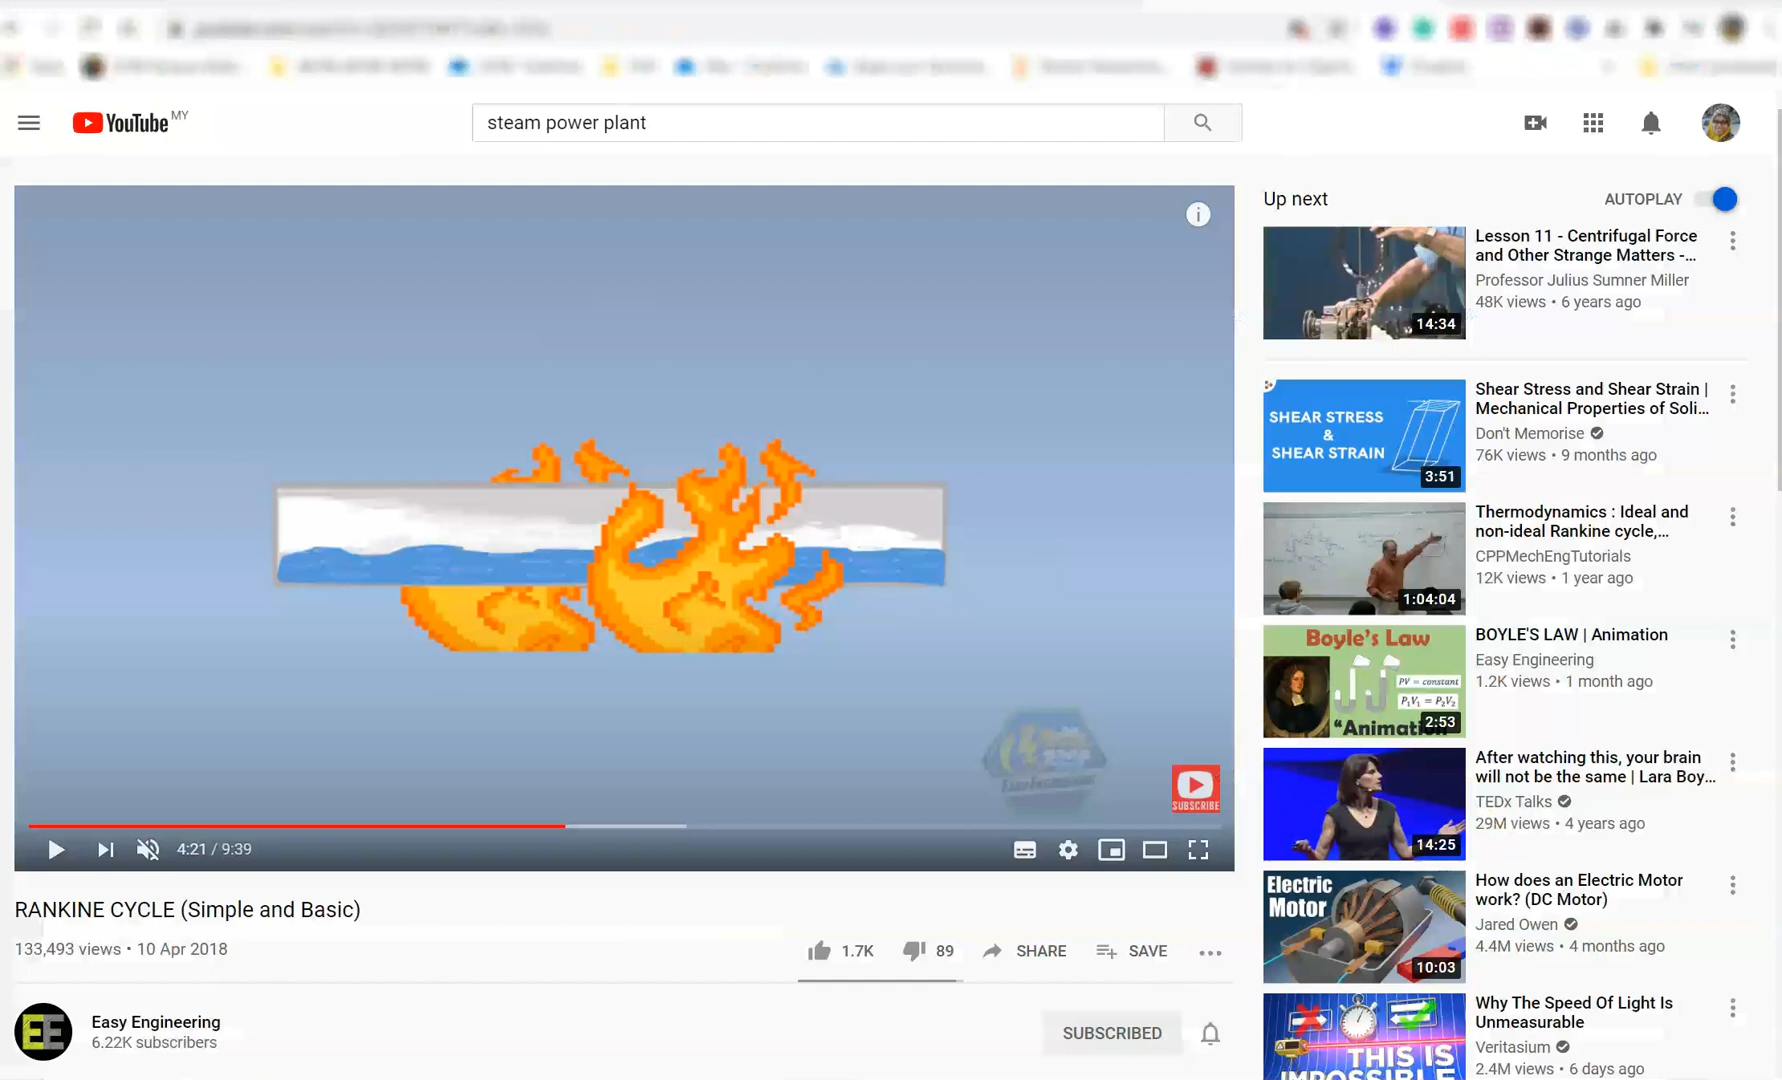 YouTube MY
steam power plant
SUBSCRIBE
4:21 / 9:39
RANKINE CYCLE (Simple and Basic)
133,493 views • 10 Apr 2018
1.7K
89
SHARE
SAVE
EE
Easy Engineering
6.22K subscribers
SUBSCRIBED
Up next
AUTOPLAY
14:34
Lesson 11 - Centrifugal Force
and Other Strange Matters -...
Professor Julius Sumner Miller
48K views • 6 years ago
SHEAR STRESS
&
SHEAR STRAIN
3:51
Shear Stress and Shear Strain |
Mechanical Properties of Soli...
Don't Memorise
76K views • 9 months ago
1:04:04
Thermodynamics : Ideal and
non-ideal Rankine cycle,...
CPPMechEngTutorials
12K views • 1 year ago
Boyle's Law
PV = constant
P₁V₁ = P₂V₂
2:53
BOYLE'S LAW | Animation
Easy Engineering
1.2K views • 1 month ago
14:25
After watching this, your brain
will not be the same | Lara Boy...
TEDx Talks
29M views • 4 years ago
Electric
Motor
10:03
How does an Electric Motor
work? (DC Motor)
Jared Owen
4.4M views • 4 months ago
THIS IS
IMPOSSIBLE
Why The Speed Of Light Is
Unmeasurable
Veritasium
2.4M views • 6 days ago